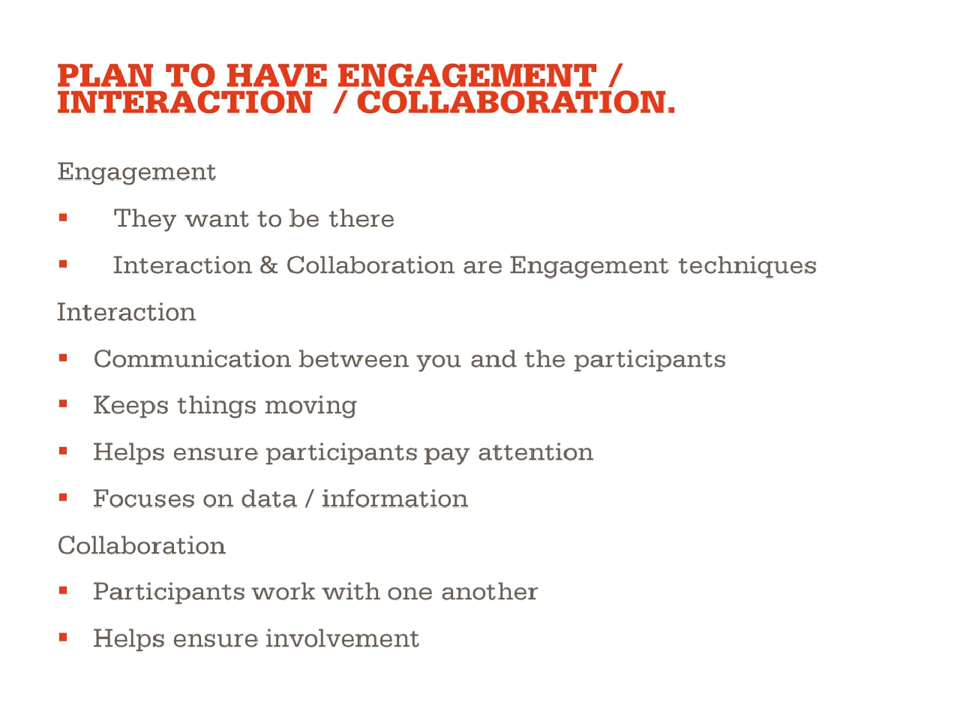 PLAN TO HAVE ENGAGEMENT /
INTERACTION / COLLABORATION.
Engagement
▪ They want to be there
▪ Interaction & Collaboration are Engagement techniques
Interaction
▪ Communication between you and the participants
▪ Keeps things moving
▪ Helps ensure participants pay attention
▪ Focuses on data / information
Collaboration
▪ Participants work with one another
▪ Helps ensure involvement